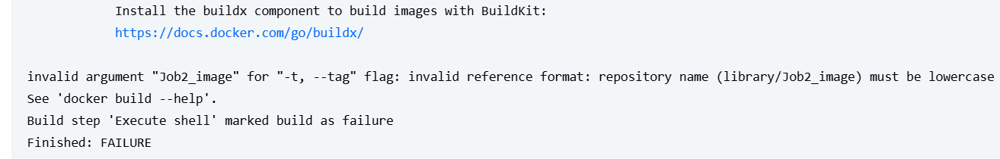 Install the buildx component to build images with BuildKit:
https://docs.docker.com/go/buildx/
invalid argument "Job2_image" for "-t, --tag" flag: invalid reference format: repository name (library/Job2_image) must be lowercase
See 'docker build --help'.
Build step 'Execute shell' marked build as failure
Finished: FAILURE